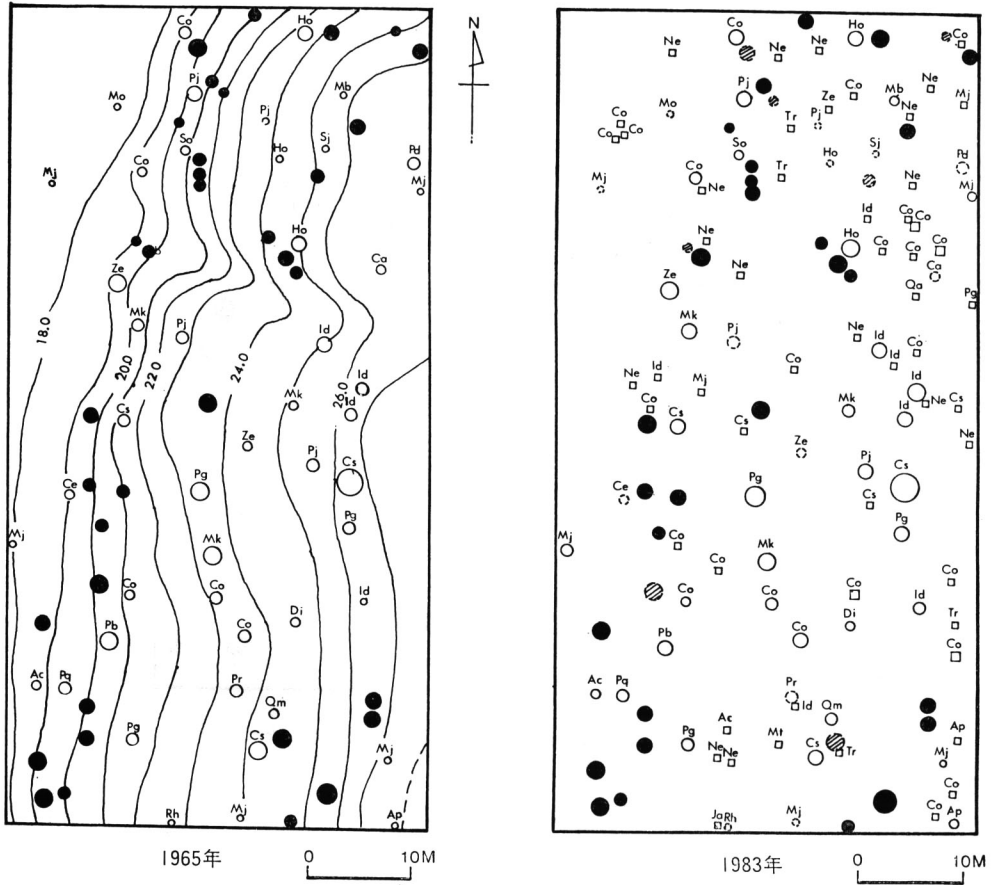 Co
Ho
Pj
Mb
Mo
Pj
So
Ho
Sj
Pd
Co
Mj
Mj
Ho
Ca
Ze
18.0
Mk
Pj
Id
20.0
22.0
24.0
26.0
Id
Mk
Id
Cs
Ze
Pj
Cs
Ce
Pg
Pg
Mj
Mk
Co
Co
Id
Pb
Co
Di
Ac
Pq
Pr
Qm
Pg
Cs
Mj
Rh
Mj
Ap
1965年
0 10M
N
Co
Ho
Co
Ne
Ne
Ne
Pj
Co
Mb
Ne
Mj
Mo
Ze
Ne
Tr
Pj
Co
Co
Co
So
Ho
Sj
Pd
Mj
Co
Ne
Tr
Ne
Mj
Id
Co
Co
Ne
Ho
Co
Co
Co
Ze
Ne
Ca
Qa
Pg
Mk
Pj
Ne
Id
Co
Id
Ne
Id
Mj
Co
Id
Co
Cs
Cs
Mk
Id
Ne
Cs
Ze
Ne
Ce
Pg
Pj
Cs
Cs
Pg
Mj
Co
Mk
Co
Co
Co
Co
Co
Id
Pb
Co
Di
Tr
Co
Ac
Pq
Pr
Id
Qm
Pg
Ac
Mt
Ap
Ne
Ne
Cs
Tr
Mj
Co
Ja
Rh
Mj
Co
Ap
1983年
0 10M